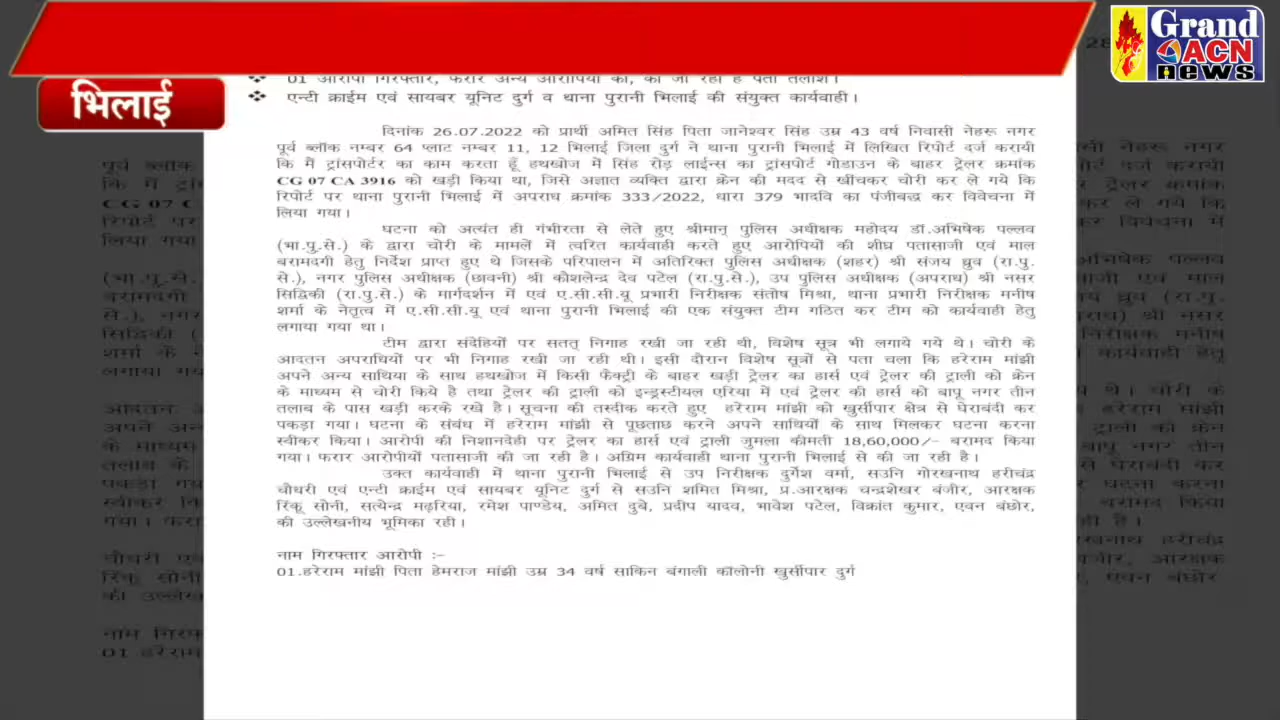 Grand
ACN
news
भिलाई
❖ 01 आरोपी गिरफ्तार, फरार अन्य आरोपियों की, की जा रही है पता तलाश।
❖ एन्टी क्राईम एवं सायबर यूनिट दुर्ग व थाना पुरानी भिलाई की संयुक्त कार्यवाही।
दिनांक 26.07.2022 को प्रार्थी अमित सिंह पिता जानेश्वर सिंह उम्र 43 वर्ष निवासी नेहरू नगर
पूर्व ब्लॉक नम्बर 64 प्लाट नम्बर 11, 12 भिलाई जिला दुर्ग ने थाना पुरानी भिलाई में लिखित रिपोर्ट दर्ज करायी
कि मैं ट्रांसपोर्टर का काम करता हूँ हथखोज में सिंह रोड़ लाईन्स का ट्रांसपोर्ट गोडाउन के बाहर ट्रेलर क्रमांक
CG 07 CA 3916 को खड़ी किया था, जिसे अज्ञात व्यक्ति द्वारा क्रेन की मदद से खींचकर चोरी कर ले गये कि
रिपोर्ट पर थाना पुरानी भिलाई में अपराध क्रमांक 333/2022, धारा 379 भादवि का पंजीबद्ध कर विवेचना में
लिया गया।
घटना को अत्यंत ही गंभीरता से लेते हुए श्रीमान् पुलिस अधीक्षक महोदय डॉ.अभिषेक पल्लव
(भा.पु.से.) के द्वारा चोरी के मामलें में त्वरित कार्यवाही करते हुए आरोपियों की शीघ्र पतासाजी एवं माल
बरामदगी हेतु निर्देश प्राप्त हुए थे जिसके परिपालन में अतिरिक्त पुलिस अधीक्षक (शहर) श्री संजय ध्रुव (रा.पु.
से.), नगर पुलिस अधीक्षक (छावनी) श्री कौशलेन्द्र देव पटेल (रा.पु.से.), उप पुलिस अधीक्षक (अपराध) श्री नसर
सिद्दिकी (रा.पु.से.) के मार्गदर्शन में एवं ए.सी.सी.यू प्रभारी निरीक्षक संतोष मिश्रा, थाना प्रभारी निरीक्षक मनीष
शर्मा के नेतृत्व में ए.सी.सी.यू एवं थाना पुरानी भिलाई की एक संयुक्त टीम गठित कर टीम को कार्यवाही हेतु
लगाया गया था।
टीम द्वारा संदेहियों पर सतत् निगाह रखी जा रही थी, विशेष सूत्र भी लगाये गये थे। चोरी के
आदतन अपराधियों पर भी निगाह रखी जा रही थी। इसी दौरान विशेष सूत्रों से पता चला कि हरेराम मांझी
अपने अन्य साथिया के साथ हथखोज में किसी फैक्ट्री के बाहर खड़ी ट्रेलर का हार्स एवं ट्रेलर की ट्राली को क्रेन
के माध्यम से चोरी किये है तथा ट्रेलर की ट्राली को इन्ड्रस्टीयल एरिया में एवं ट्रेलर की हार्स को बापू नगर तीन
तलाब के पास खड़ी करके रखे है। सूचना की तस्दीक करते हुए हरेराम मांझी को खुर्सीपार क्षेत्र से घेराबंदी कर
पकड़ा गया। घटना के संबंध में हरेराम मांझी से पूछताछ करने अपने साथियों के साथ मिलकर घटना करना
स्वीकर किया। आरोपी की निशानदेही पर ट्रेलर का हार्स एवं ट्राली जुमला कीमती 18,60,000/- बरामद किया
गया। फरार आरोपीयों पतासाजी की जा रही है। अग्रिम कार्यवाही थाना पुरानी भिलाई से की जा रही है।
उक्त कार्यवाही में थाना पुरानी भिलाई से उप निरीक्षक दुर्गेश वर्मा, सउनि गोरखनाथ हरीचंद्र
चौधरी एवं एन्टी क्राईम एवं सायबर यूनिट दुर्ग से सउनि शमित मिश्रा, प्र.आरक्षक चन्द्रशेखर बंजीर, आरक्षक
रिंकू सोनी, सत्येन्द्र मढ़रिया, रमेश पाण्डेय, अमित दुबे, प्रदीप यादव, भावेश पटेल, विक्रांत कुमार, एवन बंछोर,
की उल्लेखनीय भूमिका रही।
नाम गिरफ्तार आरोपी :-
01.हरेराम मांझी पिता हेमराज मांझी उम्र 34 वर्ष साकिन बंगाली कॉलोनी खुर्सीपार दुर्ग